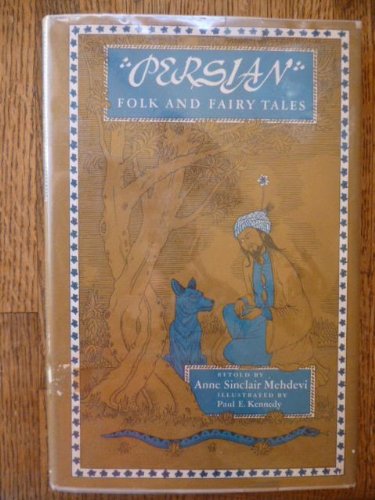 PERSIAN
FOLK AND FAIRY TALES
RETOLD BY
Anne Sinclair Mehdevi
ILLUSTRATED BY
Paul E. Kennedy